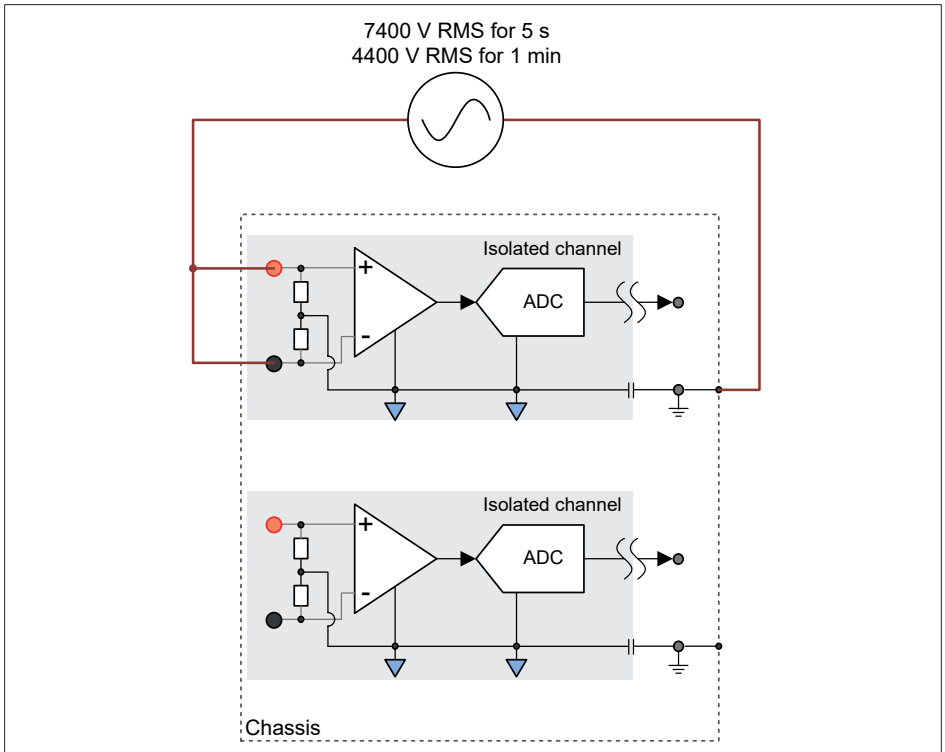 7400 V RMS for 5 s
4400 V RMS for 1 min
Isolated channel
+
ADC
-
Isolated channel
+
ADC
-
Chassis